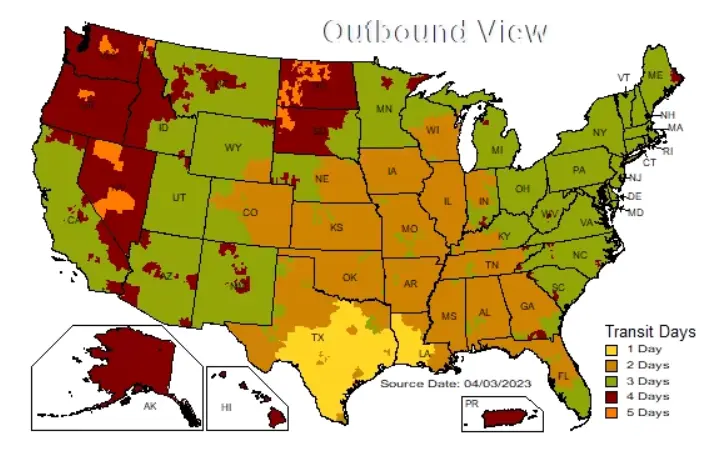 Outbound View
VT
ME
MN
ID
WI
NH
MA
NY
WY
MI
RI
CT
IA
PA
NE
NJ
OH
IL
IN
UT
DE
CO
WV
MD
CA
VA
KS
MO
KY
NC
TN
AZ
OK
AR
NM
SC
MS
AL
GA
Transit Days
TX
1 Day
LA
2 Days
FL
3 Days
Source Date: 04/03/2023
4 Days
PR
AK
HI
5 Days